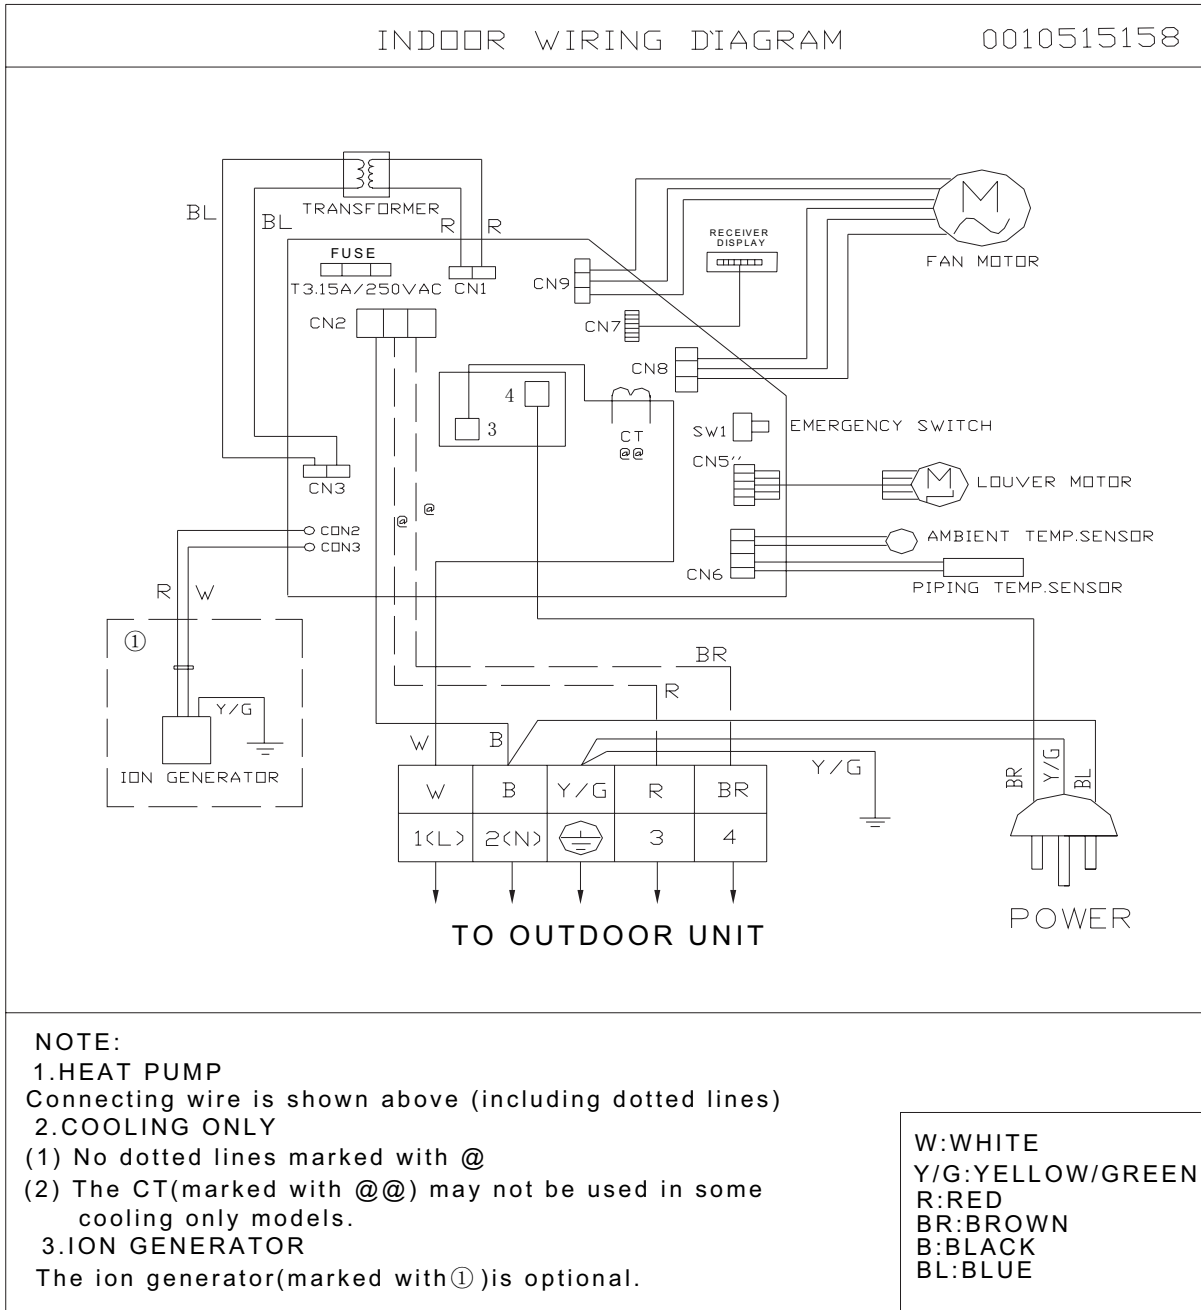 INDOOR WIRING DIAGRAM
0010515158
TRANSFORMER
BL
BL
R
R
FUSE
T3.15A/250VAC
CN1
CN9
RECEIVER
DISPLAY
M
FAN MOTOR
CN2
CN7
CN8
4
3
CT
@@
SW1
EMERGENCY SWITCH
CN5''
M
LOUVER MOTOR
CN3
@
@
CON2
CON3
AMBIENT TEMP.SENSOR
CN6
PIPING TEMP.SENSOR
R
W
①
Y/G
ION GENERATOR
BR
R
W
B
Y/G
BR
Y/G
BL
W
B
Y/G
R
BR
1(L)
2(N)
3
4
TO OUTDOOR UNIT
POWER
NOTE:
1.HEAT PUMP
Connecting wire is shown above (including dotted lines)
2.COOLING ONLY
(1) No dotted lines marked with @
(2) The CT(marked with @@) may not be used in some
cooling only models.
3.ION GENERATOR
The ion generator(marked with① )is optional.
W:WHITE
Y/G:YELLOW/GREEN
R:RED
BR:BROWN
B:BLACK
BL:BLUE